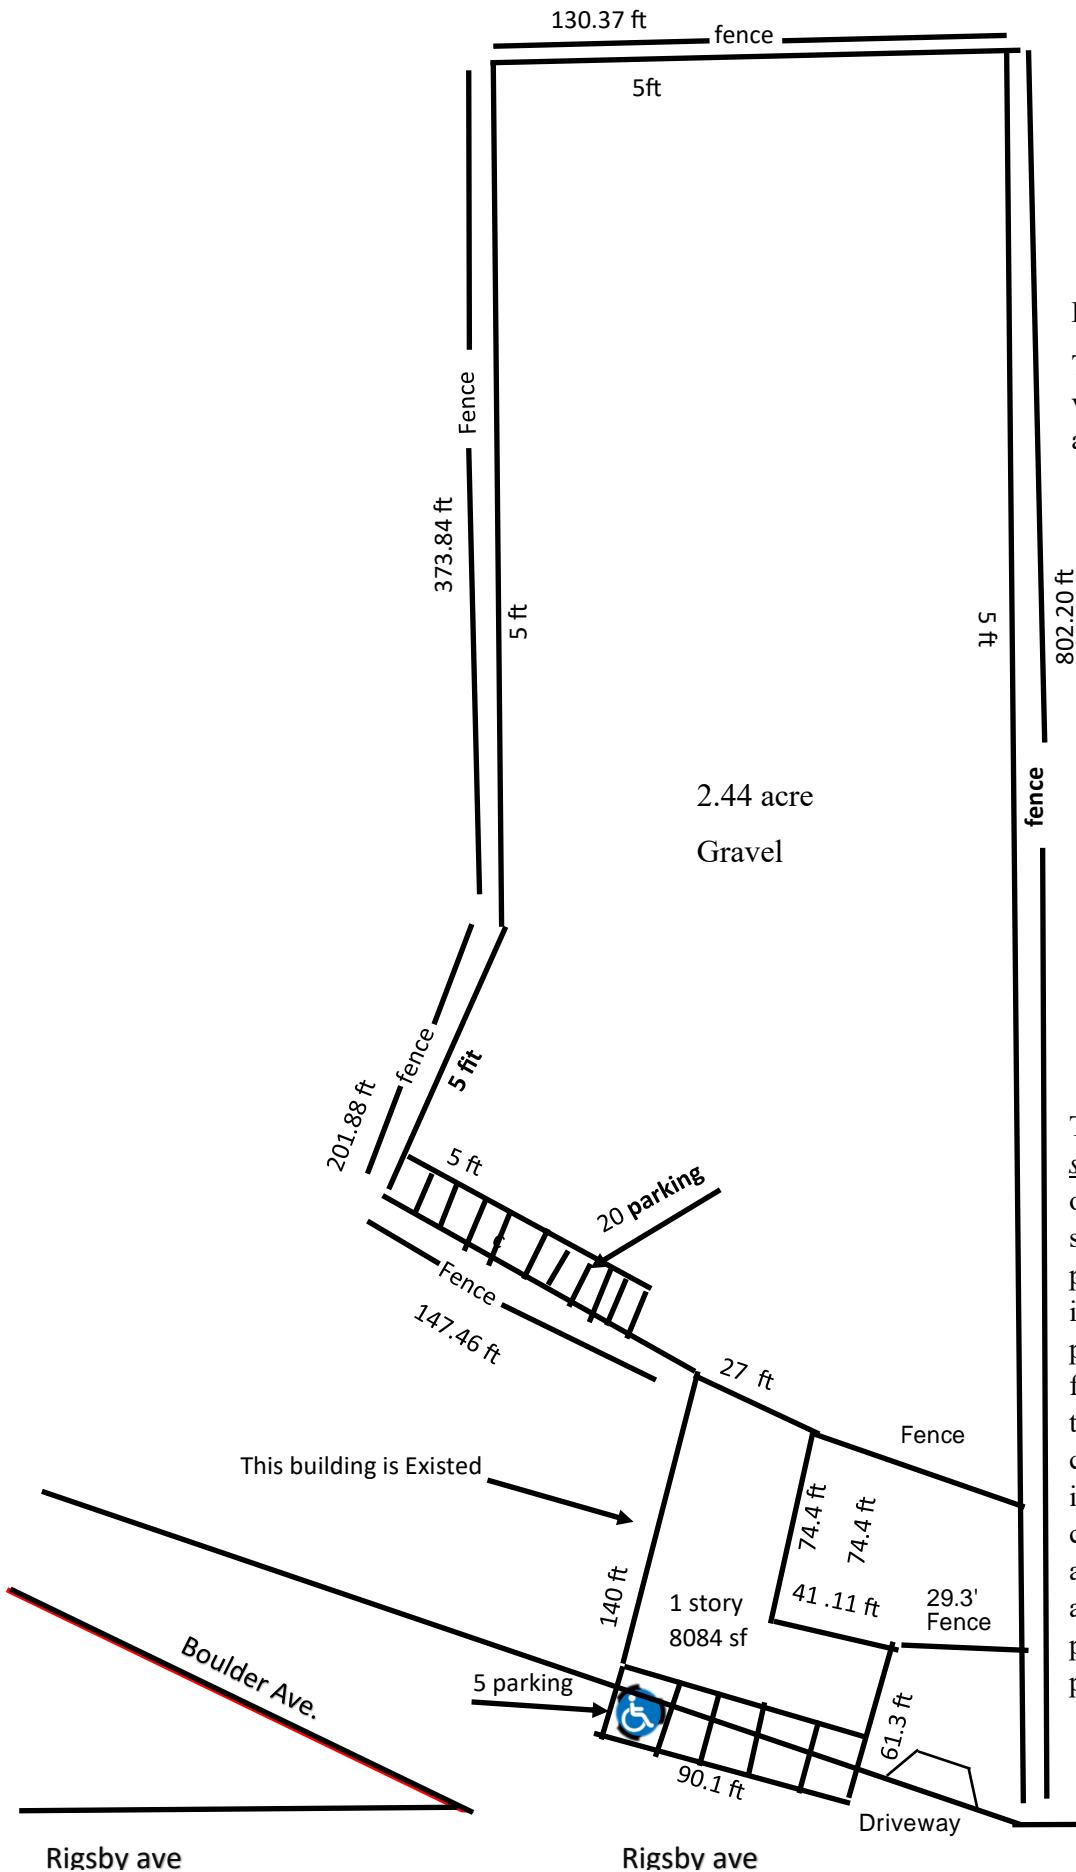 130.37 ft
fence
5ft
Fence
373.84 ft
5 ft
5 ft
802.20 ft
fence
2.44 acre
Gravel
fence
201.88 ft
5 fit
5 ft
20 parking
Fence
147.46 ft
27 ft
Fence
This building is Existed
74.4 ft
74.4 ft
140 ft
1 story
8084 sf
41 .11 ft
29.3'
Fence
5 parking
61.3 ft
90.1 ft
Boulder Ave.
Driveway
Rigsby ave
Rigsby ave